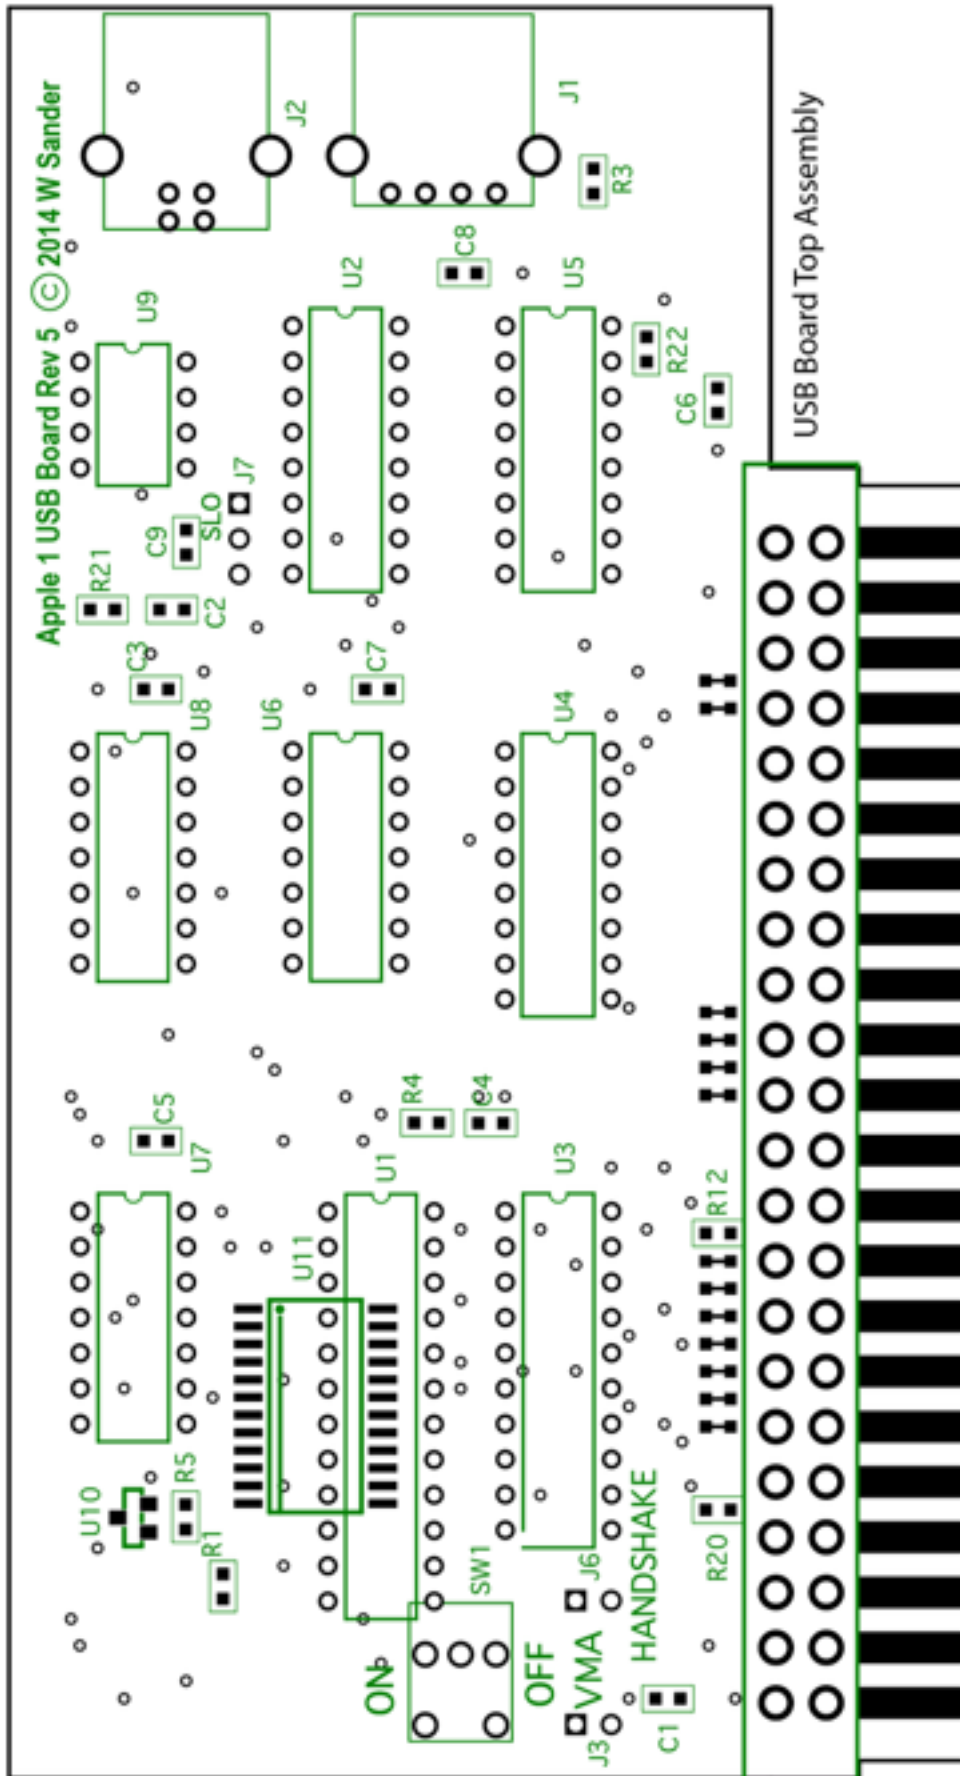 Apple 1 USB Board Rev 5 © 2014 W Sander
USB Board Top Assembly
J2
J1
R3
C8
U9
U2
U5
R22
C6
J7
SLO
C9
R21
C2
C3
C7
U8
U6
U4
R4
C4
C5
U7
U1
U3
R12
U11
U10
R5
R1
SW1
J6
HANDSHAKE
R20
ON
OFF
VMA
J3
C1